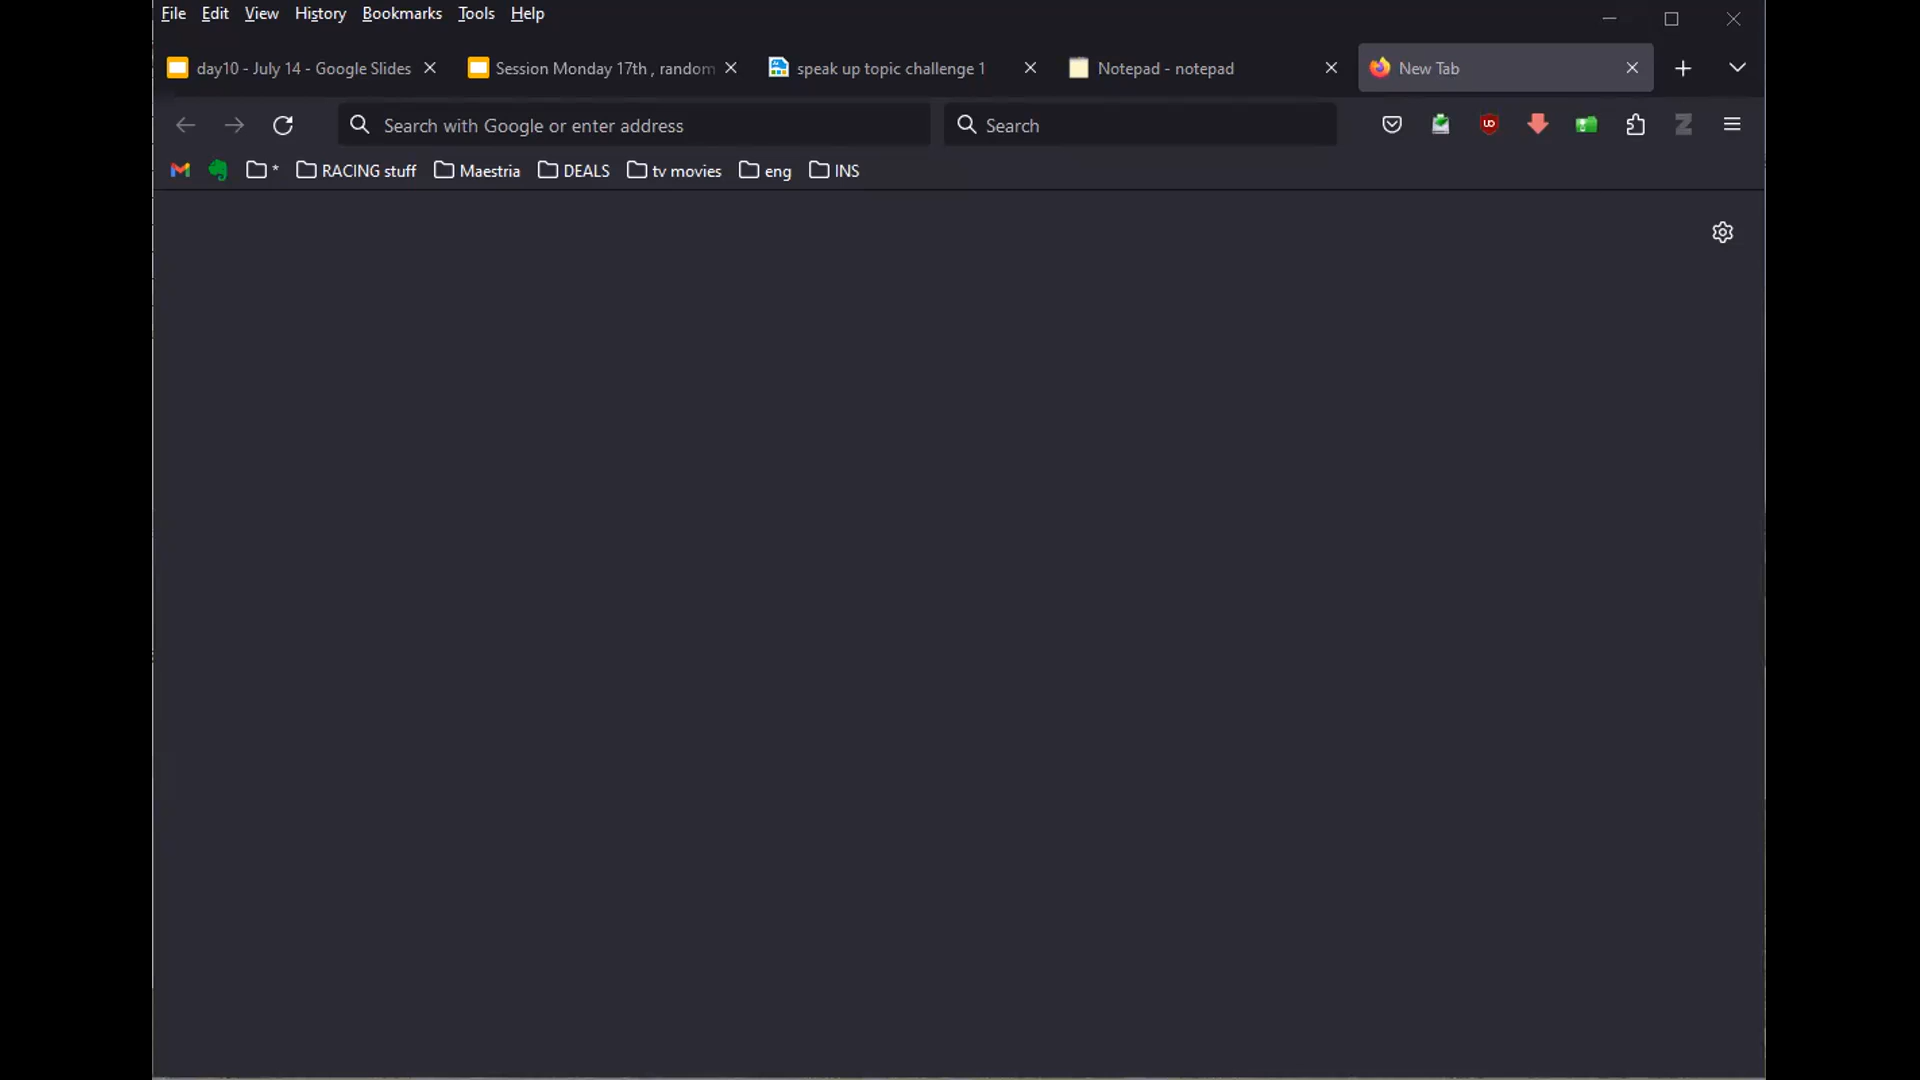 File Edit View History Bookmarks Tools Help
day10 - July 14 - Google Slides Session Monday 17th , random speak up topic challenge 1 Notepad - notepad New Tab
Search with Google or enter address Search
* RACING stuff Maestria DEALS tv movies eng INS